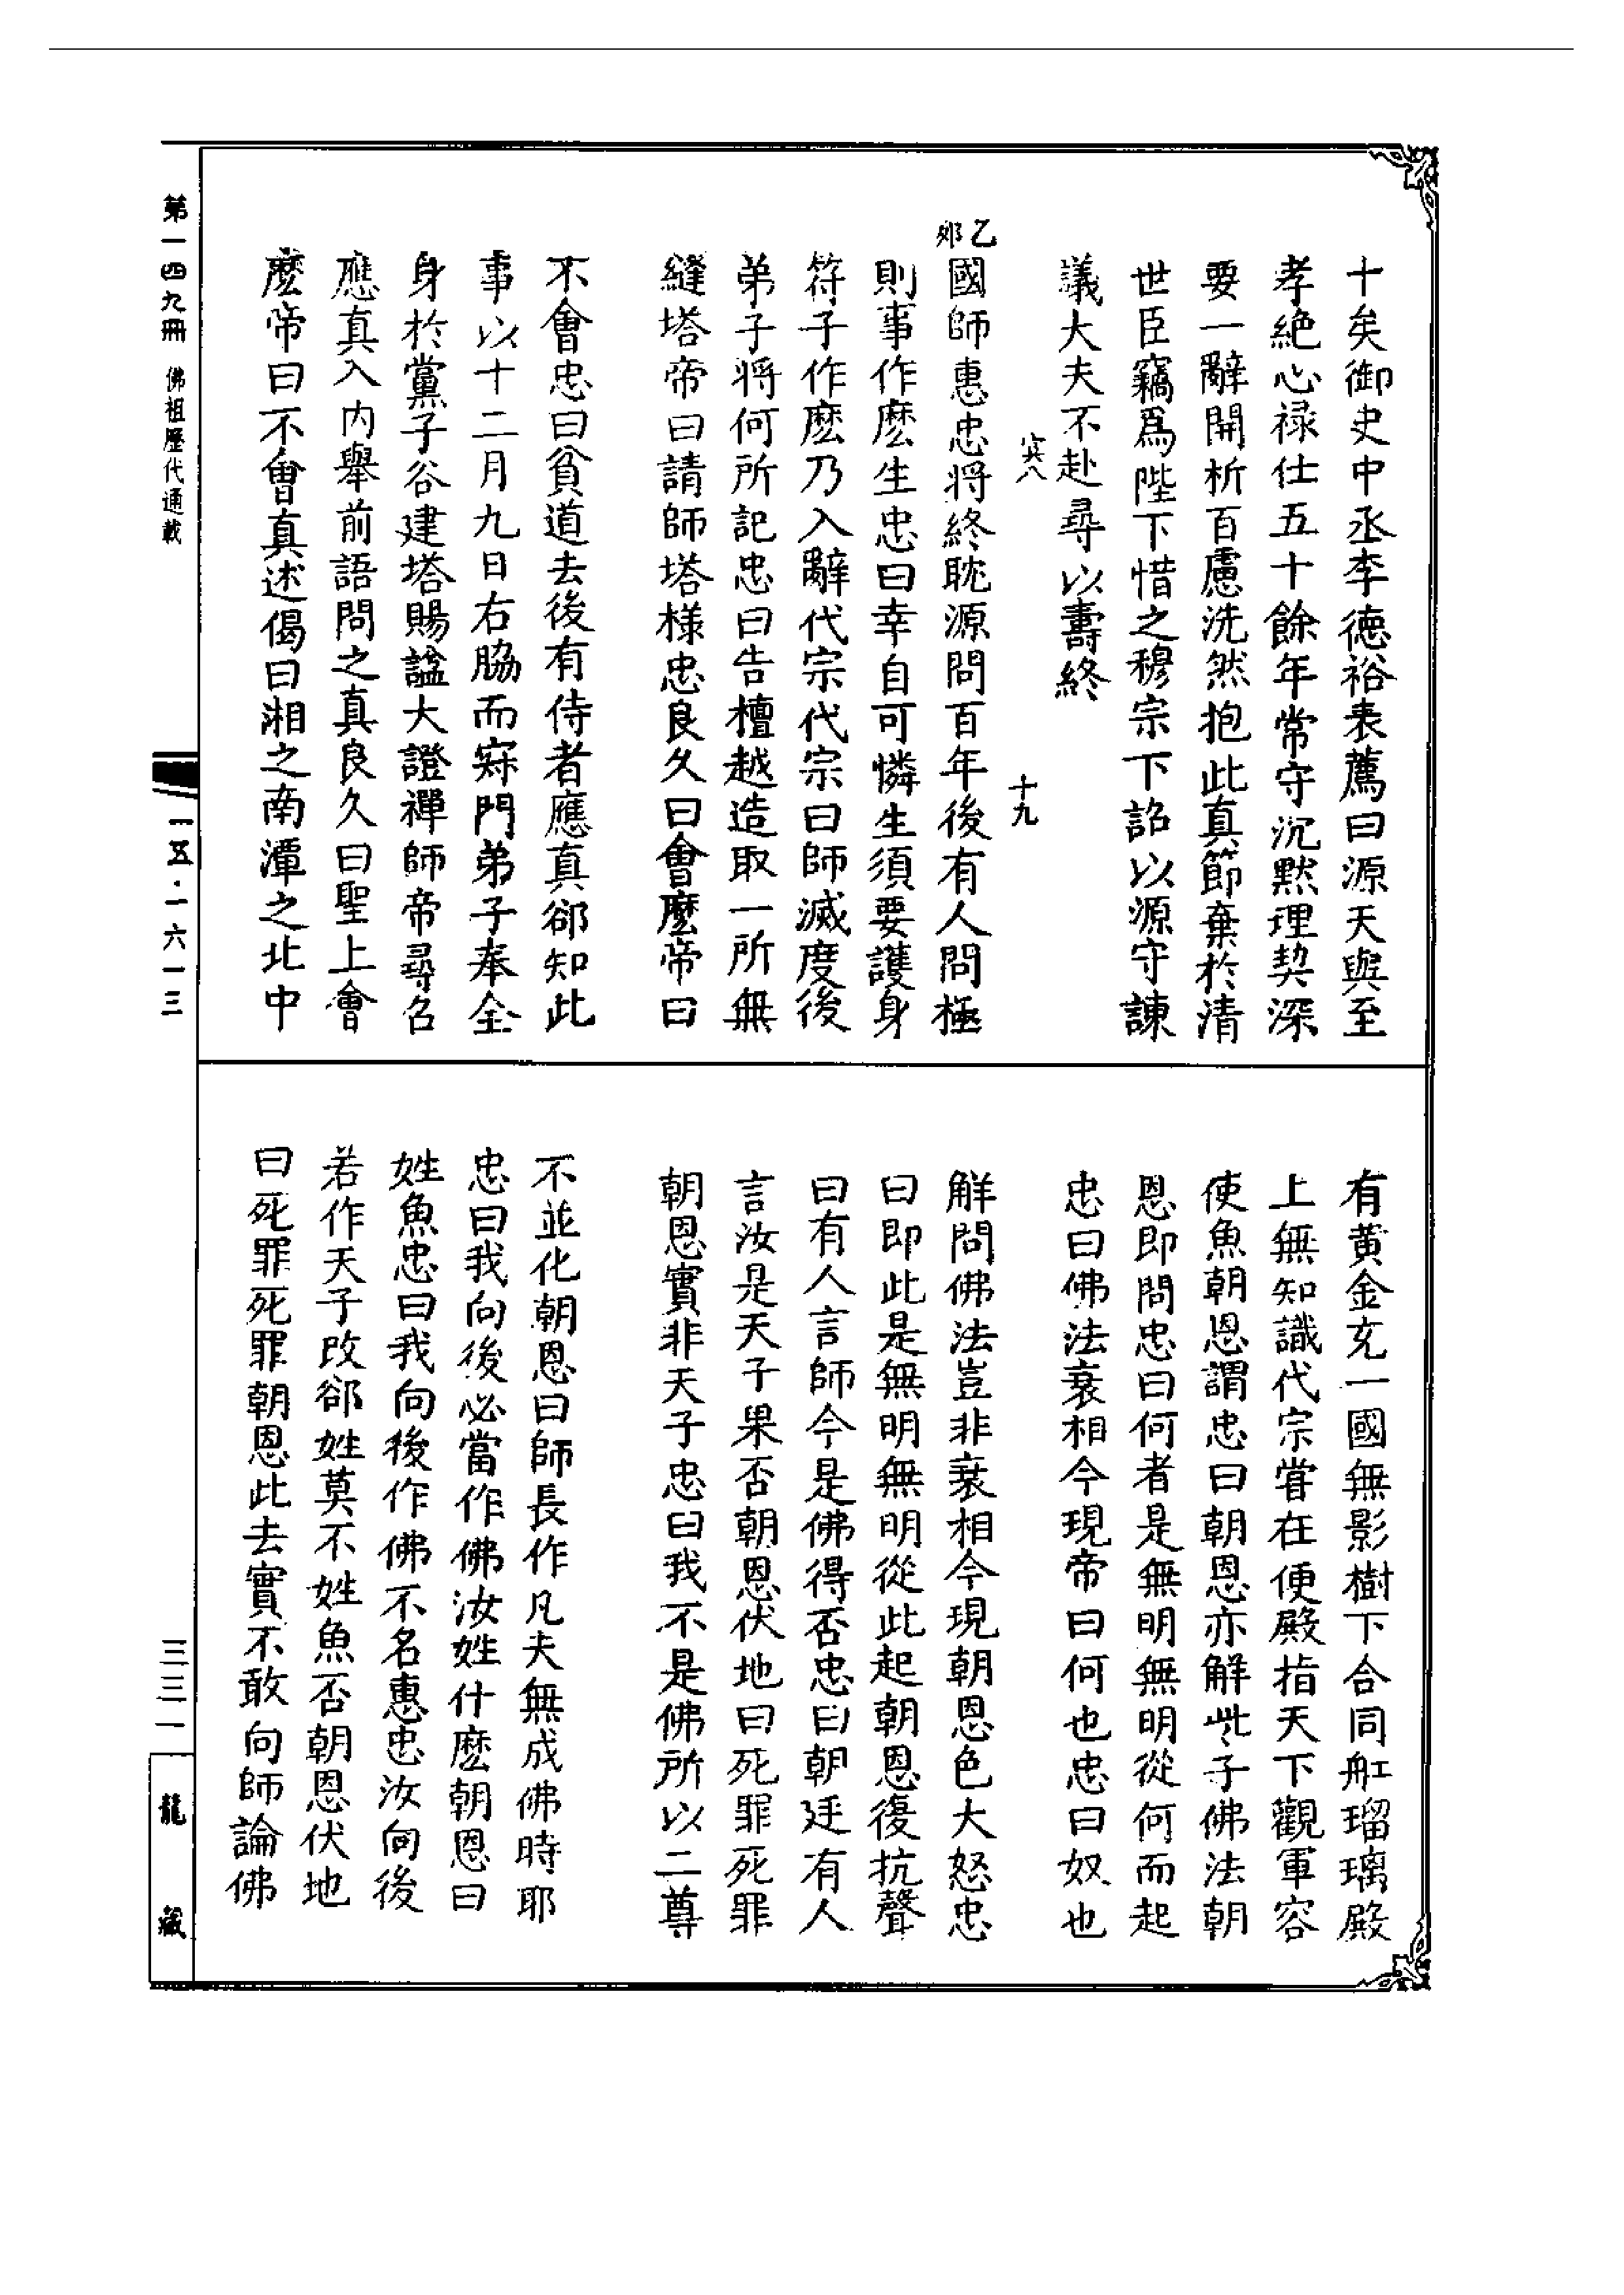 十矣御史中丞李德裕表薦曰源天與至
孝絶心禄仕五十餘年常守沉黙理契深
要一辭開析百慮洗然抱此真節棄於清
世臣竊爲陛下惜之穆宗下詔以源守諫
議大夫不赴尋以壽終
十九
乙卯
國師惠忠將終耽源問百年後有人問極
則事作麽生忠曰幸自可憐生須要護身
符子作麽乃入辭代宗代宗曰師滅度後
弟子將何所記忠曰告檀越造取一所無
縫塔帝曰請師塔様忠良久曰會麽帝曰
不會忠曰貧道去後有侍者應真郤知此
事以十二月九日右脇而㝷門弟子奉全
身於黨子谷建塔賜諡大證禪師帝尋名
應真入内舉前語問之真良久曰聖上會
麽帝曰不會真述偈曰湘之南潭之北中
有黄金充一國無影樹下合同舡瑠璃殿
上無知識代宗甞在便殿指天下觀軍容
使魚朝恩謂忠曰朝恩亦解些子佛法朝
恩即問忠曰何者是無明無明從何而起
忠曰佛法衰相今現帝曰何也忠曰奴也
觧問佛法豈非衰相今現朝恩色大怒忠
曰即此是無明無明從此起朝恩復抗聲
曰有人言師今是佛得否忠曰朝廷有人
言汝是天子果否朝恩伏地曰死罪死罪
朝恩實非天子忠曰我不是佛所以二尊
不並化朝恩曰師長作凡夫無成佛時耶
忠曰我向後必當作佛汝姓什麽朝恩曰
姓魚忠曰我向後作佛不名惠忠汝向後
若作天子改郤姓莫不姓魚否朝恩伏地
曰死罪死罪朝恩此去實不敢向師論佛
第一四九冊 佛祖歷代通載
一五·一六一三
三三一
龍藏